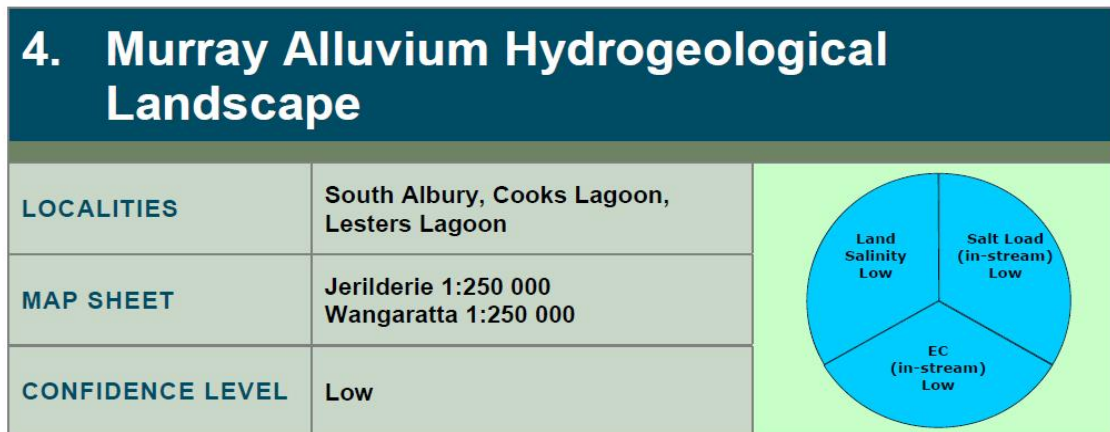 4. Murray Alluvium Hydrogeological
Landscape
LOCALITIES
South Albury, Cooks Lagoon,
Lesters Lagoon
MAP SHEET
Jerilderie 1:250 000
Wangaratta 1:250 000
CONFIDENCE LEVEL
Low
Land
Salinity
Low
Salt Load
(in-stream)
Low
EC
(in-stream)
Low